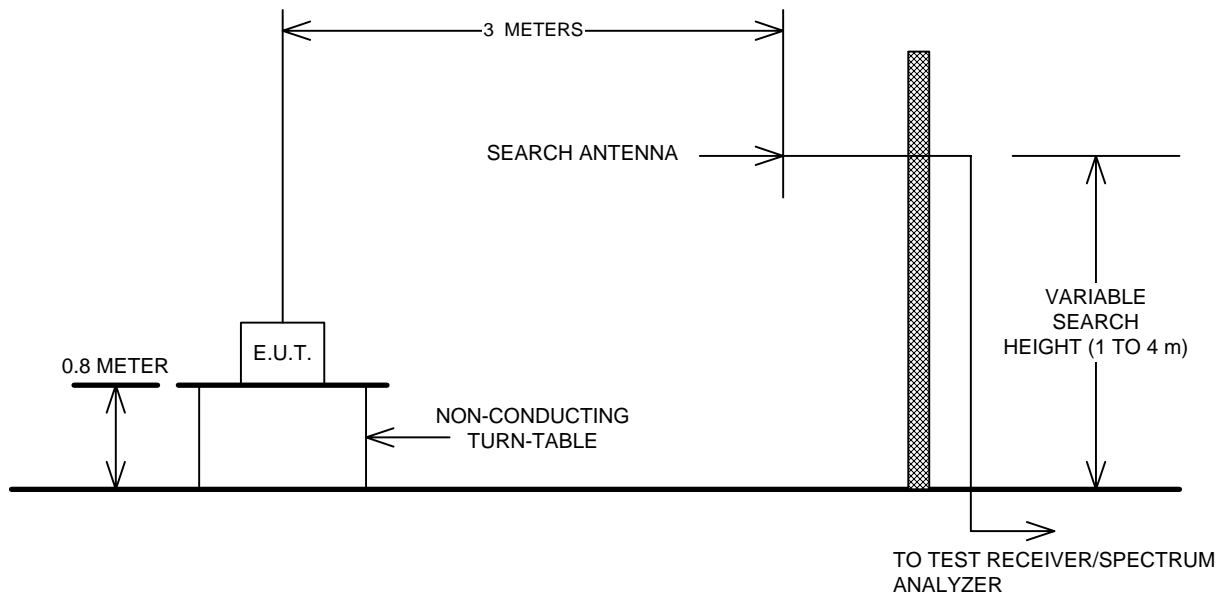 3 METERS
SEARCH ANTENNA
E.U.T.
0.8 METER
VARIABLE
SEARCH
HEIGHT (1 TO 4 m)
NON-CONDUCTING
TURN-TABLE
TO TEST RECEIVER/SPECTRUM
ANALYZER